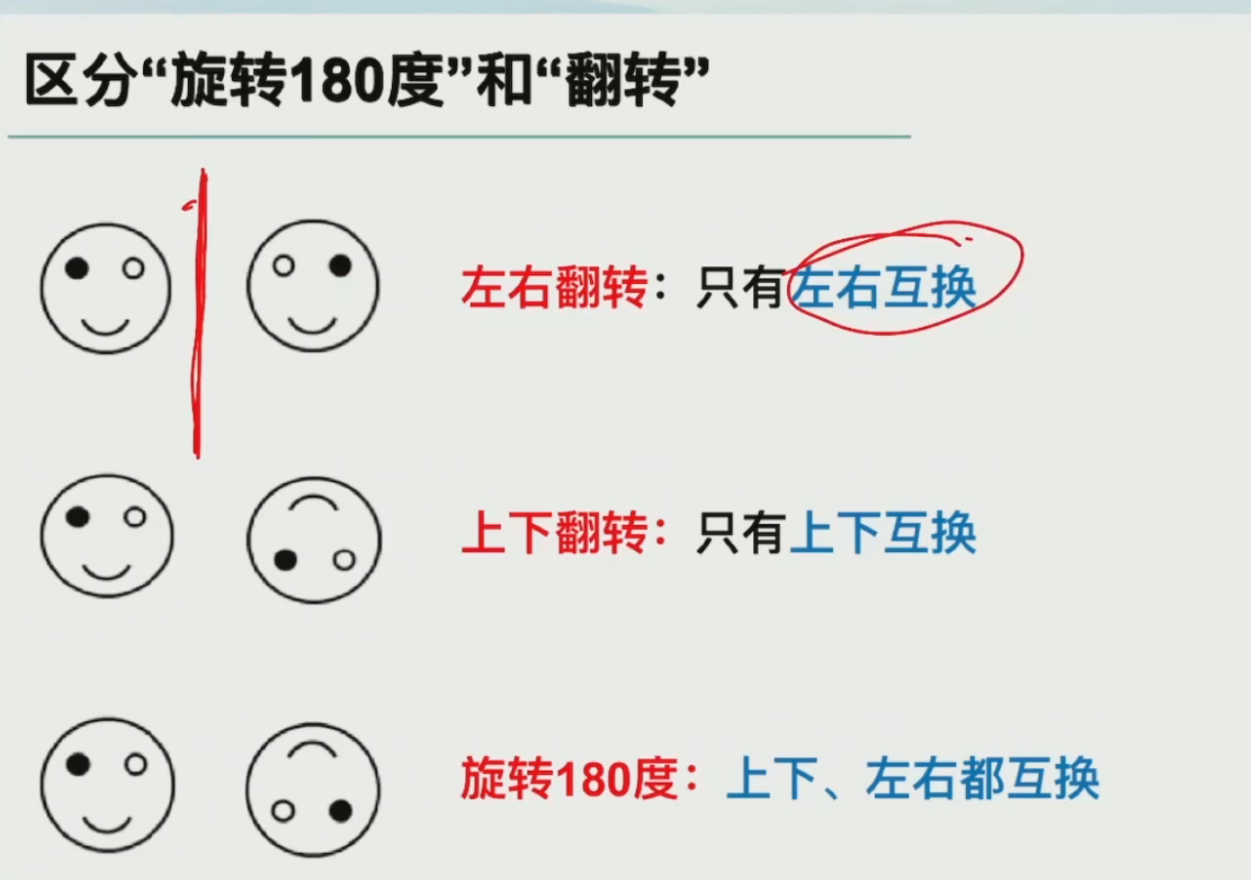 区分“旋转180度”和“翻转”
左右翻转：只有左右互换
上下翻转：只有上下互换
旋转180度：上下、左右都互换